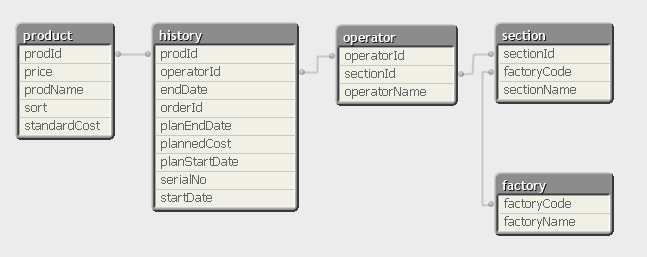 product
prodId
price
prodName
sort
standardCost
history
prodId
operatorId
endDate
orderId
planEndDate
plannedCost
planStartDate
serialNo
startDate
operator
operatorId
sectionId
operatorName
section
sectionId
factoryCode
sectionName
factory
factoryCode
factoryName